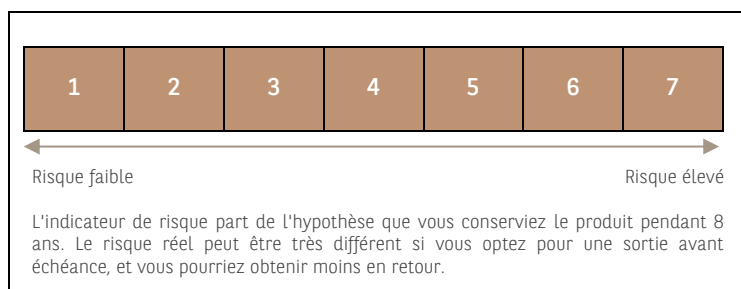 1 2 3 4 5 6 7
Risque faible Risque élevé
L'indicateur de risque part de l'hypothèse que vous conserviez le produit pendant 8
ans. Le risque réel peut être très différent si vous optez pour une sortie avant
échéance, et vous pourriez obtenir moins en retour.